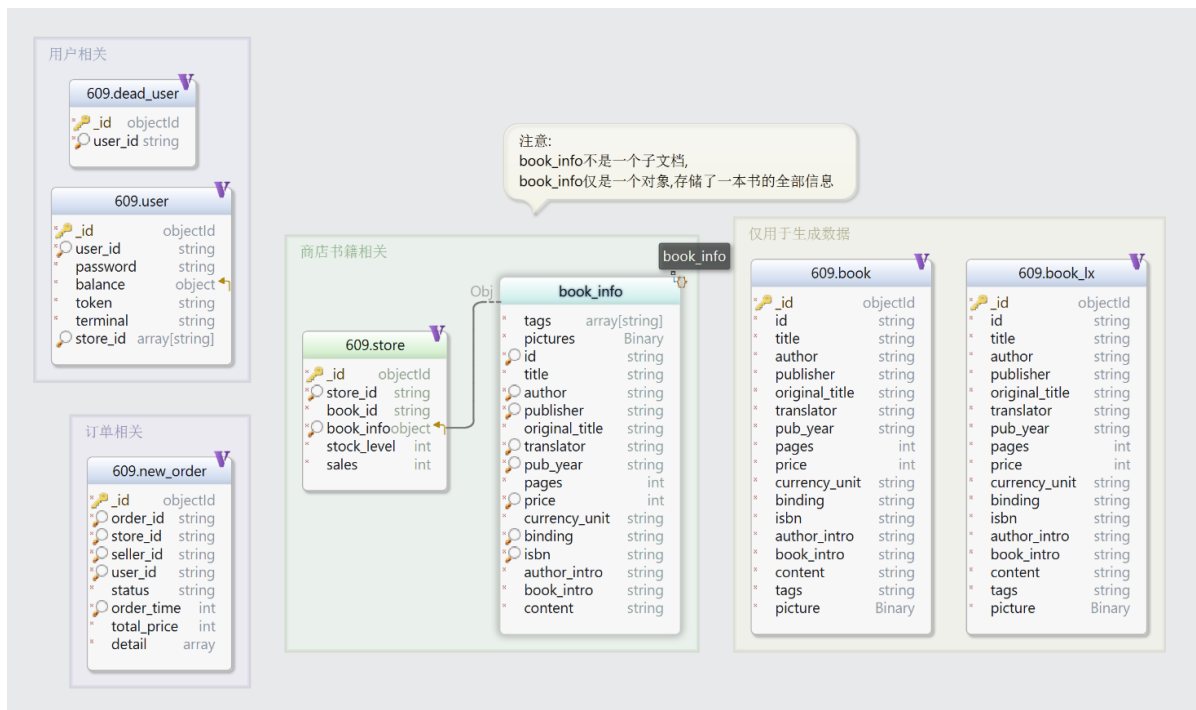 用户相关
609.dead_user
_id objectId
user_id string
609.user
_id objectId
user_id string
password string
balance object
token string
terminal string
store_id array[string]
订单相关
609.new_order
_id objectId
order_id string
store_id string
seller_id string
user_id string
status string
order_time int
total_price int
detail array
注意:
book_info不是一个子文档,
book_info仅是一个对象,存储了一本书的全部信息
商店书籍相关
book_info
609.store
_id objectId
store_id string
book_id string
book_info object
stock_level int
sales int
Obj
book_info
tags array[string]
pictures Binary
id string
title string
author string
publisher string
original_title string
translator string
pub_year string
pages int
price int
currency_unit string
binding string
isbn string
author_intro string
book_intro string
content string
仅用于生成数据
609.book
_id objectId
id string
title string
author string
publisher string
original_title string
translator string
pub_year string
pages int
price int
currency_unit string
binding string
isbn string
author_intro string
book_intro string
content string
tags string
picture Binary
609.book_lx
_id objectId
id string
title string
author string
publisher string
original_title string
translator string
pub_year string
pages int
price int
currency_unit string
binding string
isbn string
author_intro string
book_intro string
content string
tags string
picture Binary